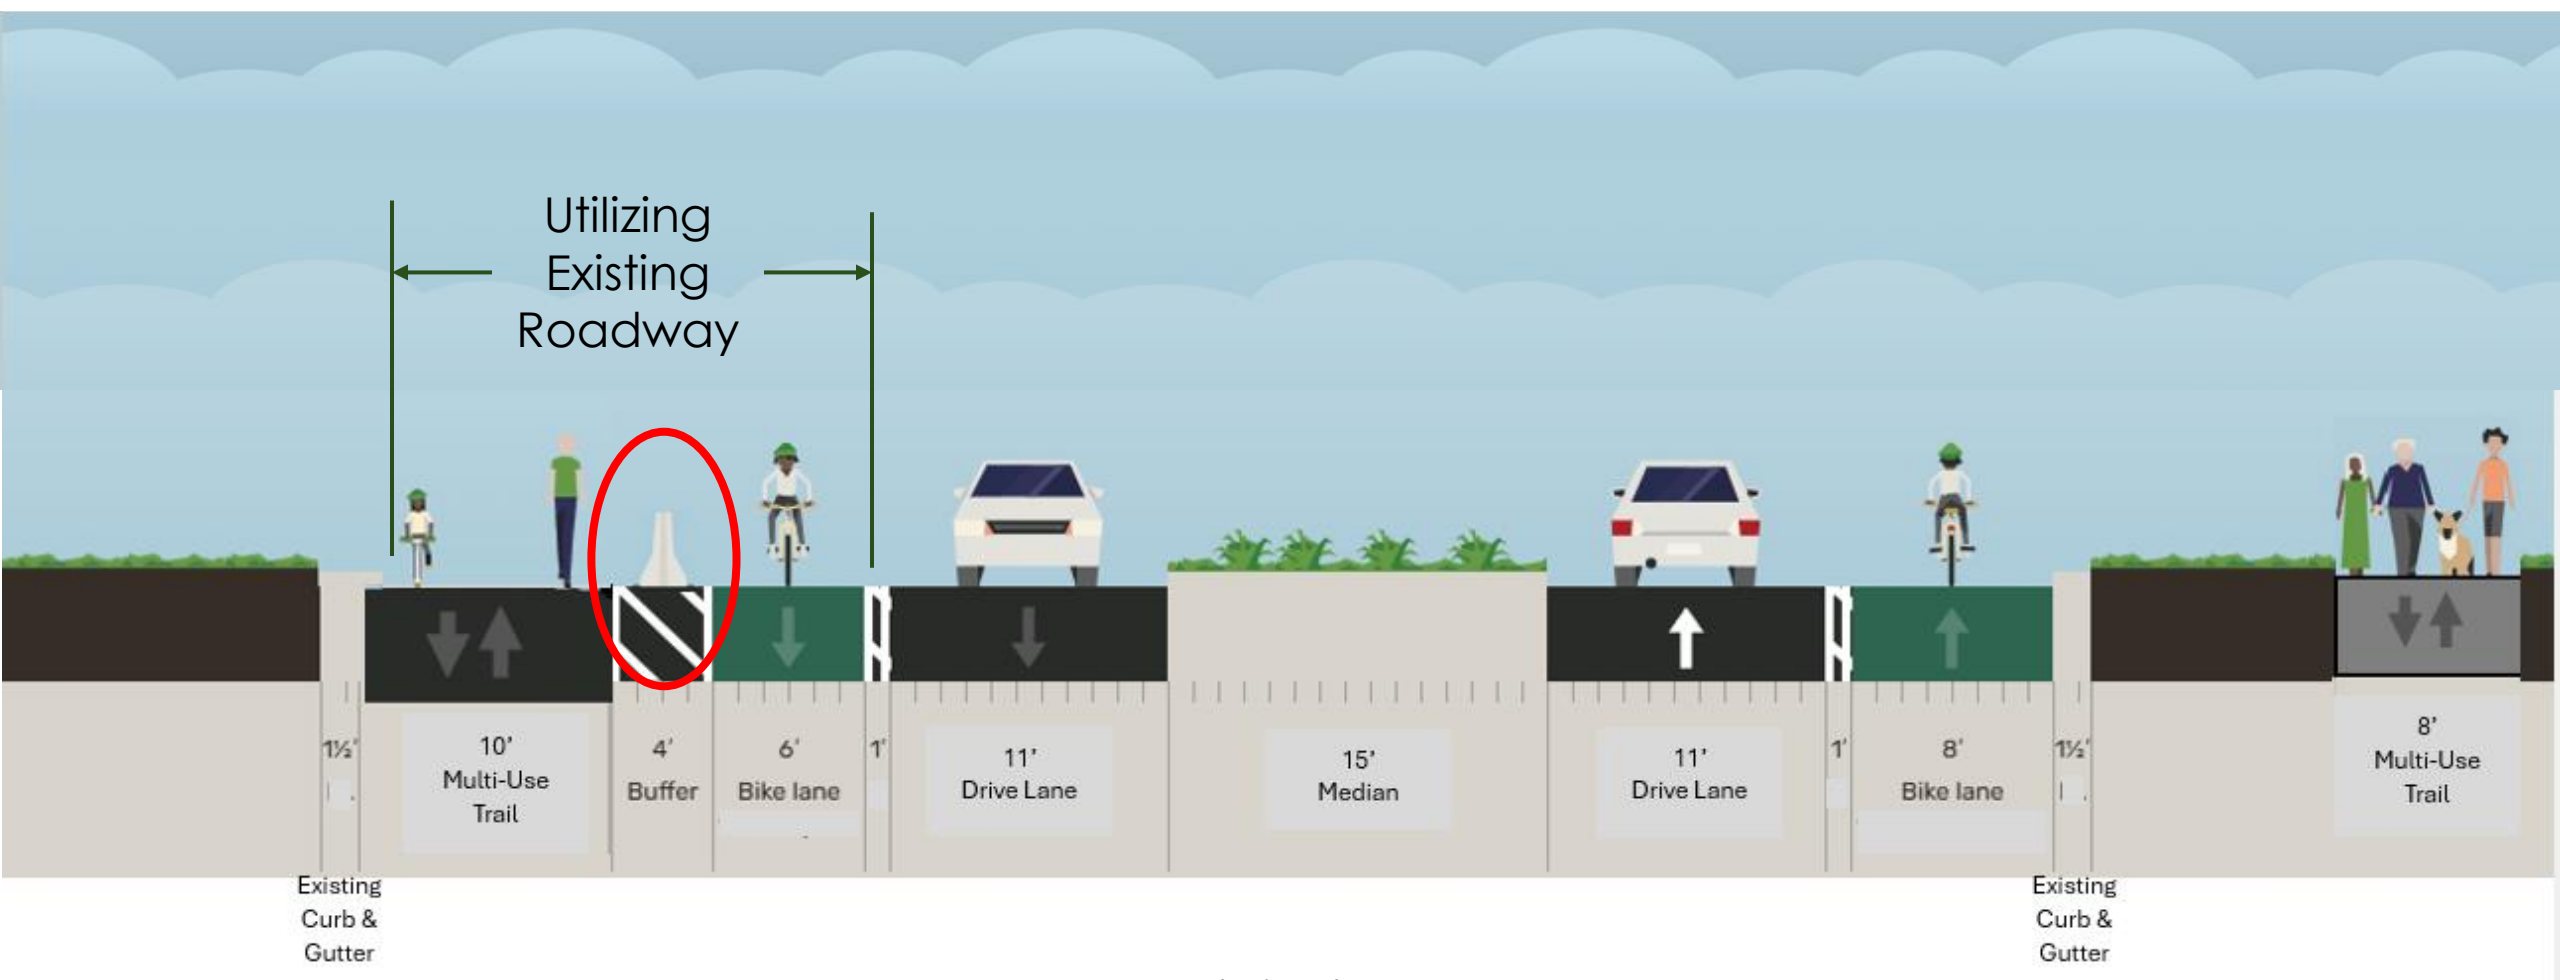 Utilizing
Existing
Roadway
1½'
10'
Multi-Use
Trail
4'
Buffer
6'
Bike lane
1'
11'
Drive Lane
15'
Median
11'
Drive Lane
1'
8'
Bike lane
1½'
8'
Multi-Use
Trail
Existing
Curb &
Gutter
Existing
Curb &
Gutter